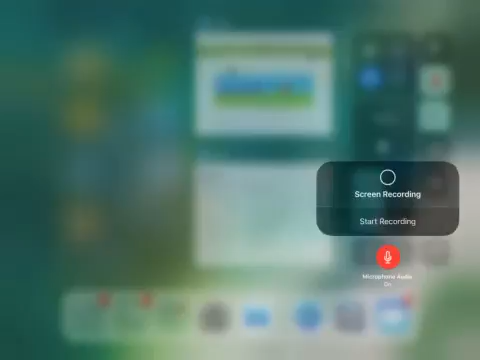 Screen Recording
Start Recording
Microphone Audio
On